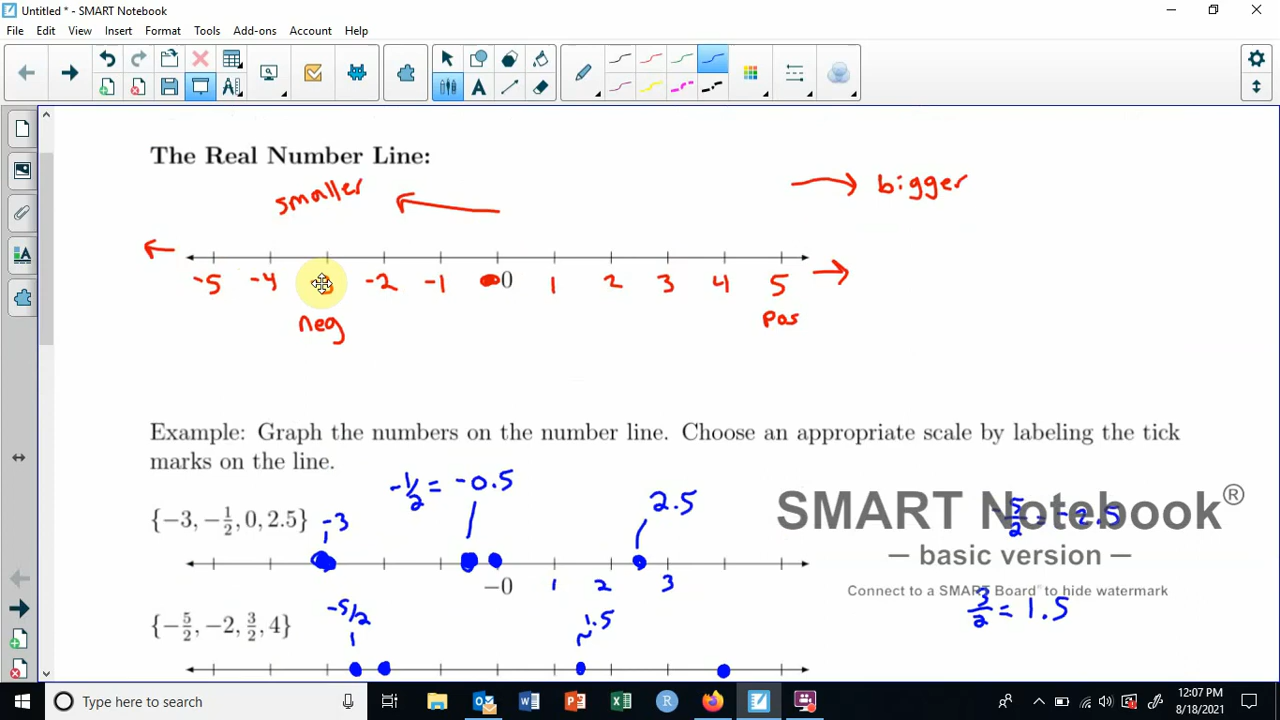 Untitled * - SMART Notebook
File Edit View Insert Format Tools Add-ons Account Help
The Real Number Line:
smaller
bigger
-5 -4 -2 -1 0 1 2 3 4 5
neg
pos
Example: Graph the numbers on the number line. Choose an appropriate scale by labeling the tick
marks on the line.
-1/2 = -0.5
2.5
SMART Notebook®
— basic version —
Connect to a SMART Board® to hide watermark
-5/2 = -2.5
{−3, −1/2, 0, 2.5}
-3
−0 1 2 3
3/2 = 1.5
-5/2
1.5
{−5/2, −2, 3/2, 4}
Type here to search
12:07 PM
8/18/2021